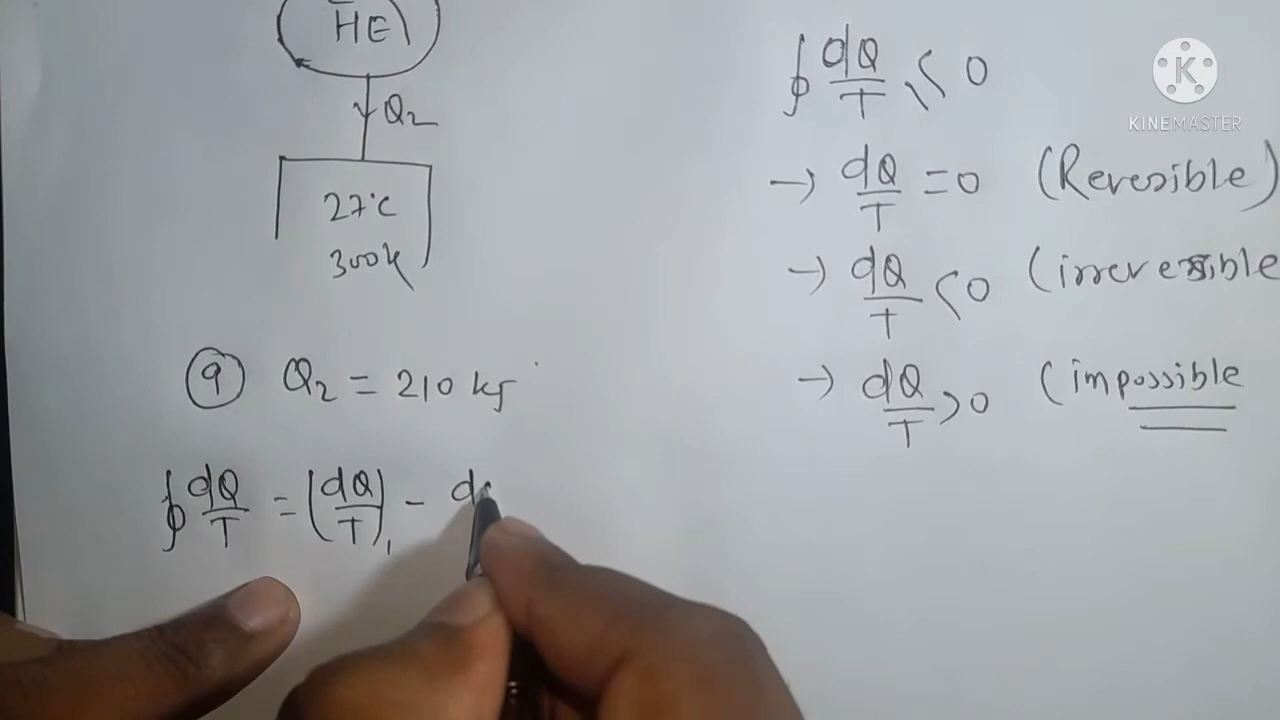 HE
Q2
27°C
300k
a Q2 = 210 kJ
∮ dQ/T = (dQ/T)1 - d
∮ dQ/T ≤ 0
→ dQ/T = 0 (Reversible)
→ dQ/T < 0 (irreversible
→ dQ/T > 0 (impossible
K
KINEMASTER